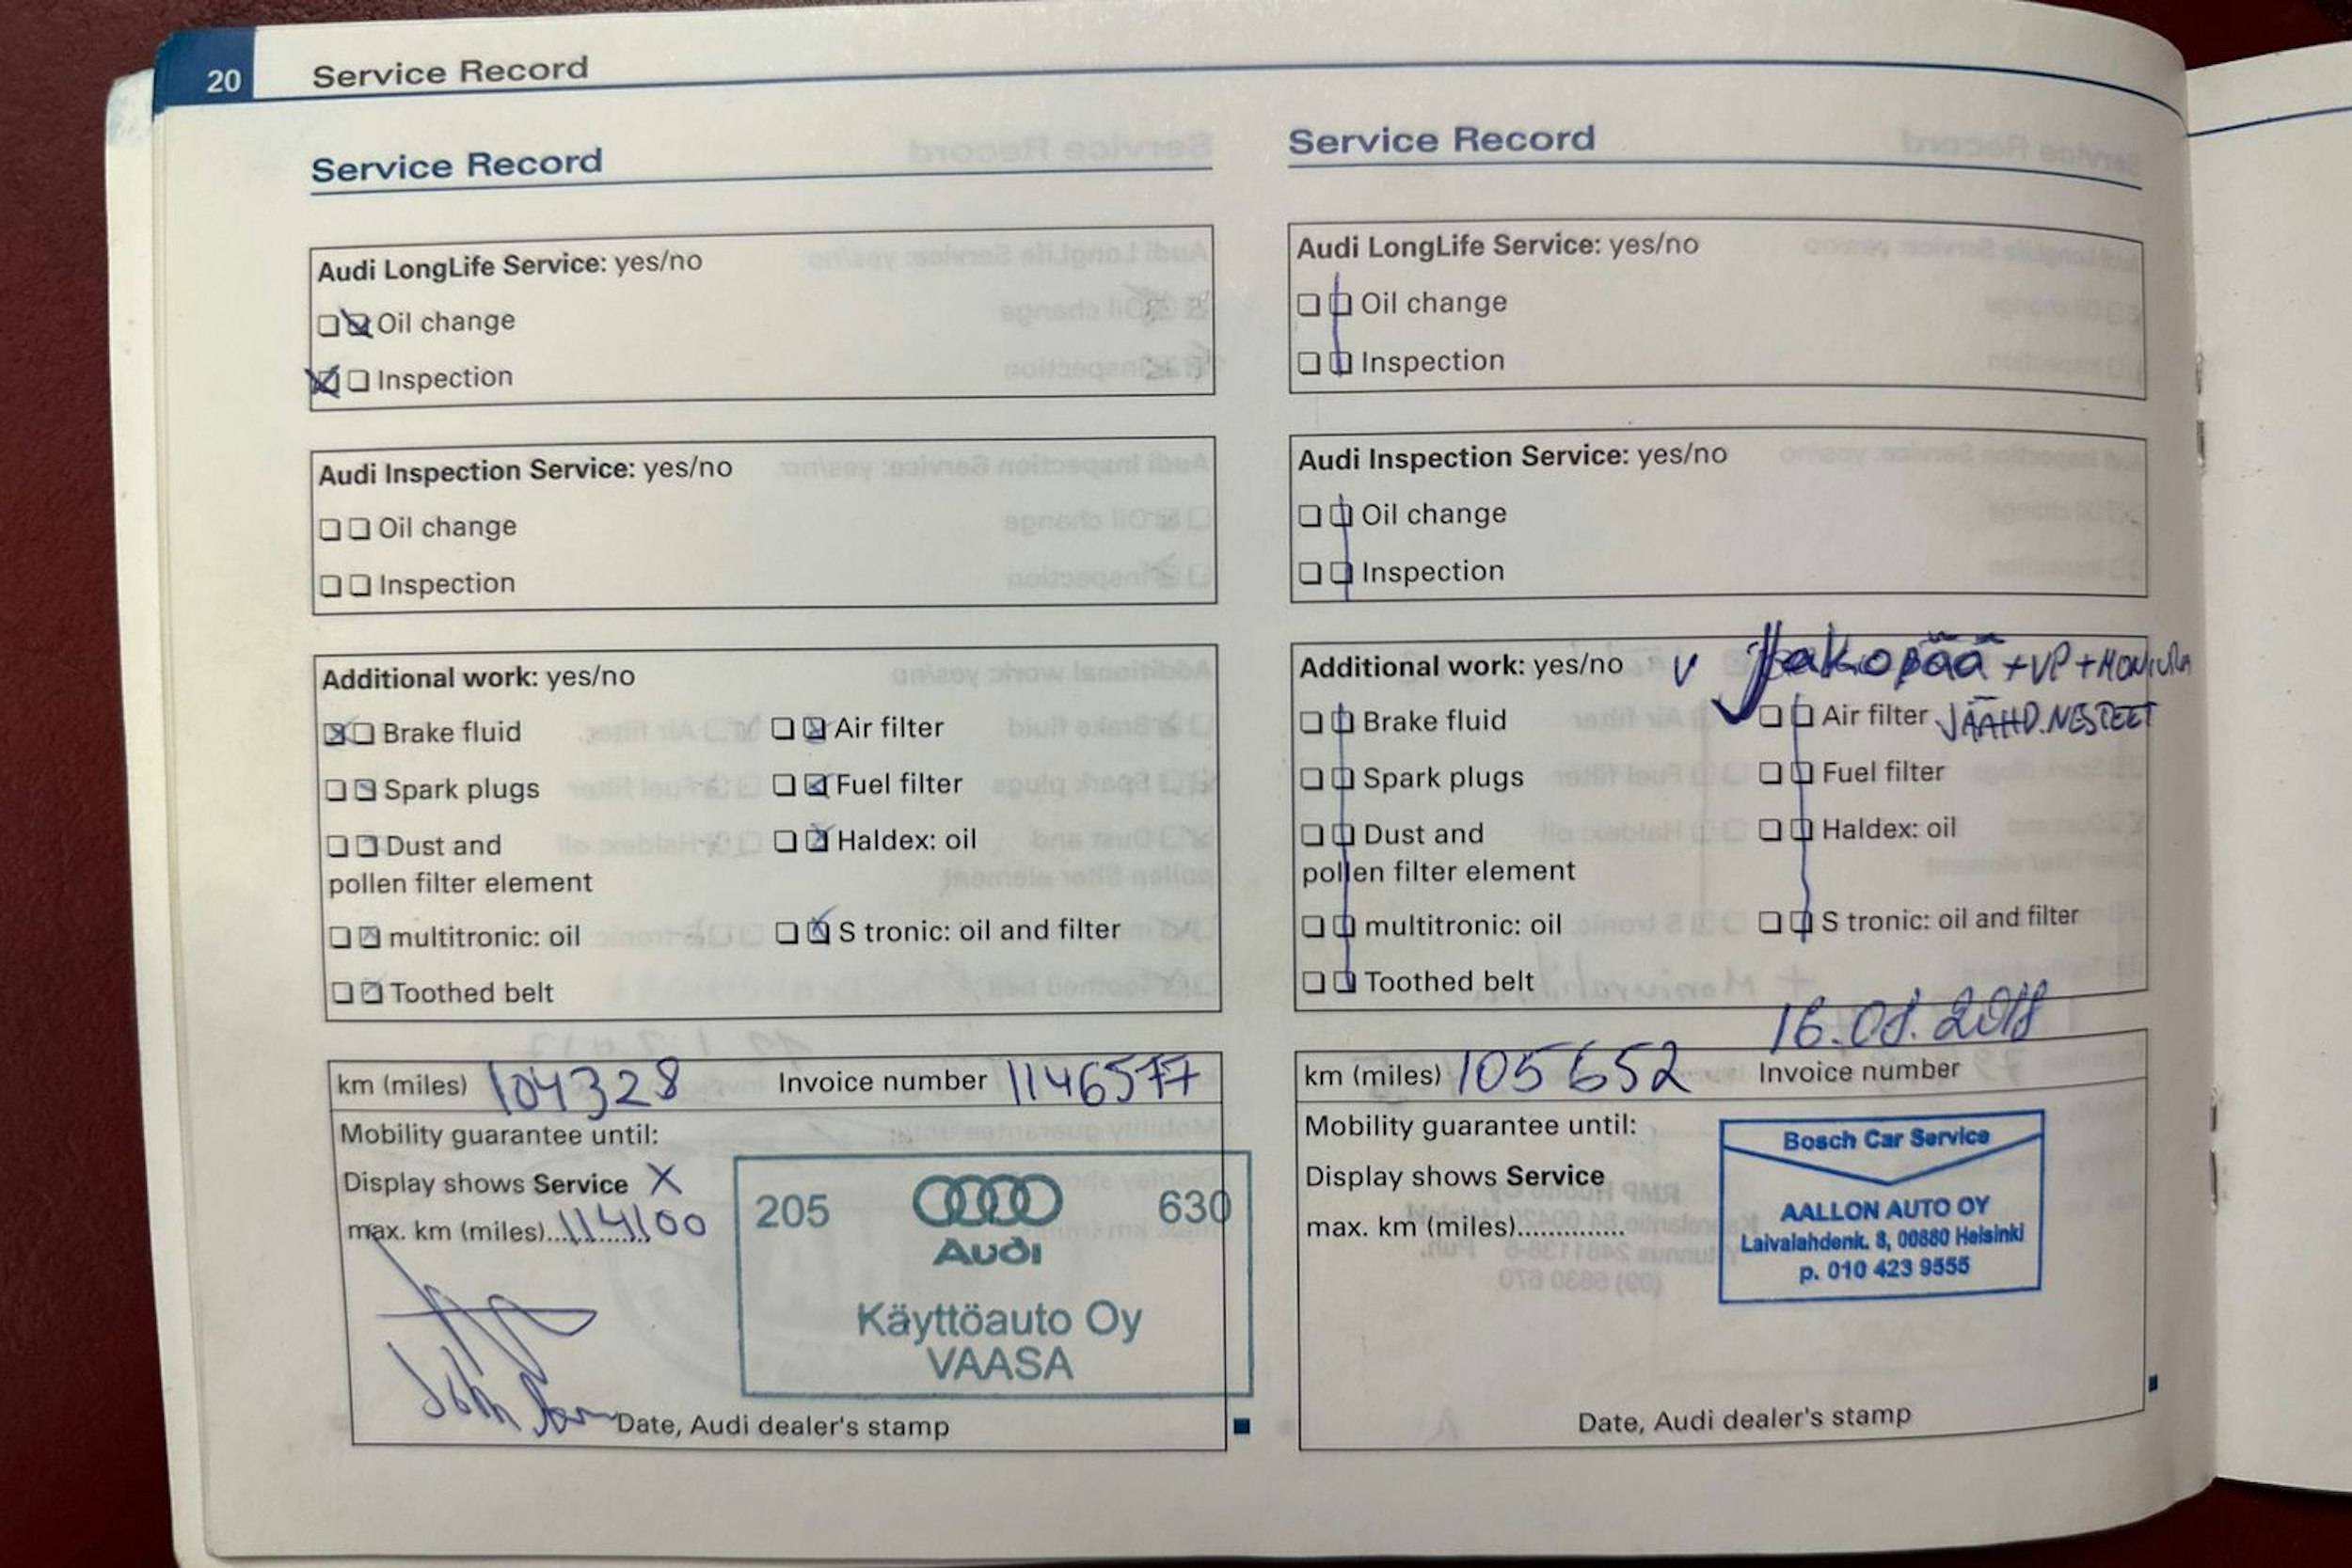 20 Service Record
Service Record
Audi LongLife Service: yes/no
Oil change
Inspection
Audi Inspection Service: yes/no
Oil change
Inspection
Additional work: yes/no
Brake fluid
Air filter
Spark plugs
Fuel filter
Dust and
pollen filter element
Haldex: oil
multitronic: oil
S tronic: oil and filter
Toothed belt
km (miles) 104328 Invoice number 1146577
Mobility guarantee until:
Display shows Service X
max. km (miles)... 114100
205 630
Audi
Käyttöauto Oy
VAASA
Date, Audi dealer's stamp
Service Record
Audi LongLife Service: yes/no
Oil change
Inspection
Audi Inspection Service: yes/no
Oil change
Inspection
Additional work: yes/no v Jakopää +VP +MONIURA
Brake fluid
Air filter JÄÄHD.NESTEET
Spark plugs
Fuel filter
Dust and
pollen filter element
Haldex: oil
multitronic: oil
S tronic: oil and filter
Toothed belt
16.08.2018
km (miles) 105652 Invoice number
Mobility guarantee until:
Display shows Service
max. km (miles)...............
Bosch Car Service
AALLON AUTO OY
Laivalahdenk. 8, 00880 Helsinki
p. 010 423 9555
Date, Audi dealer's stamp